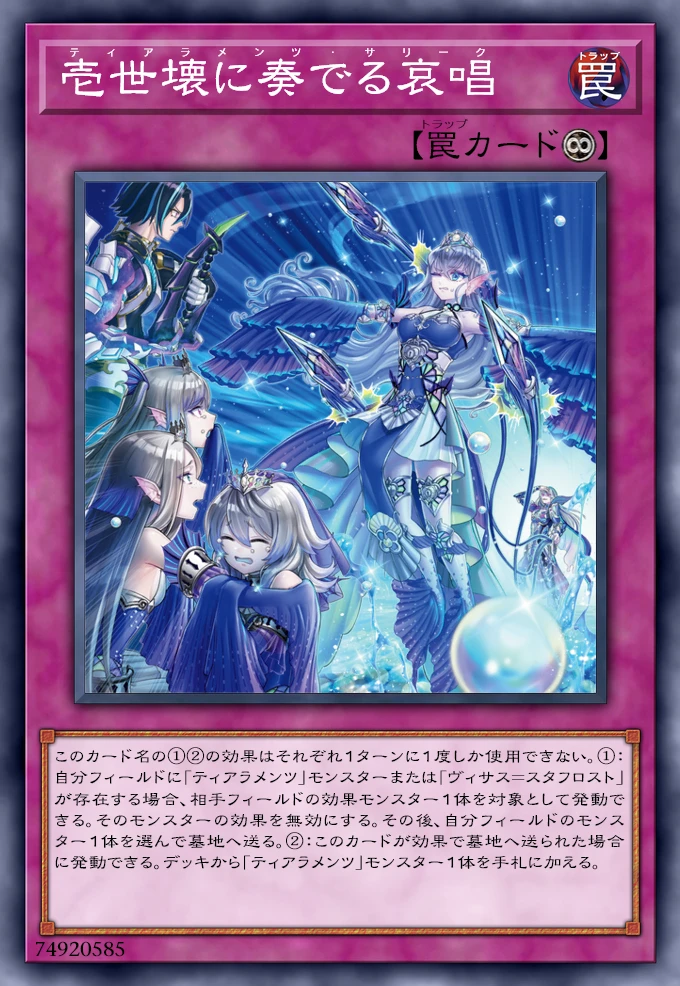 ティアラメンツ・サリーク
壱世壊に奏でる哀唱
トラップ
罠
トラップ
【罠カード∞】
このカード名の①②の効果はそれぞれ1ターンに1度しか使用できない。①:
自分フィールドに「ティアラメンツ」モンスターまたは「ヴィサス=スタフロスト」
が存在する場合、相手フィールドの効果モンスター1体を対象として発動で
きる。そのモンスターの効果を無効にする。その後、自分フィールドのモンス
ター1体を選んで墓地へ送る。②:このカードが効果で墓地へ送られた場合
に発動できる。デッキから「ティアラメンツ」モンスター1体を手札に加える。
74920585